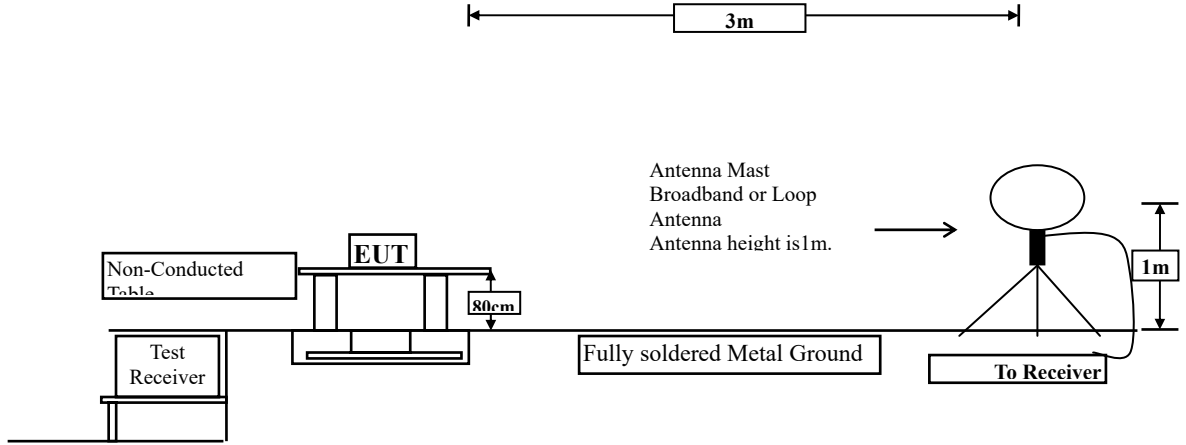 3m
Antenna Mast
Broadband or Loop
Antenna
Antenna height is1m.
EUT
Non-Conducted
Table
80cm
1m
Test
Receiver
Fully soldered Metal Ground
To Receiver